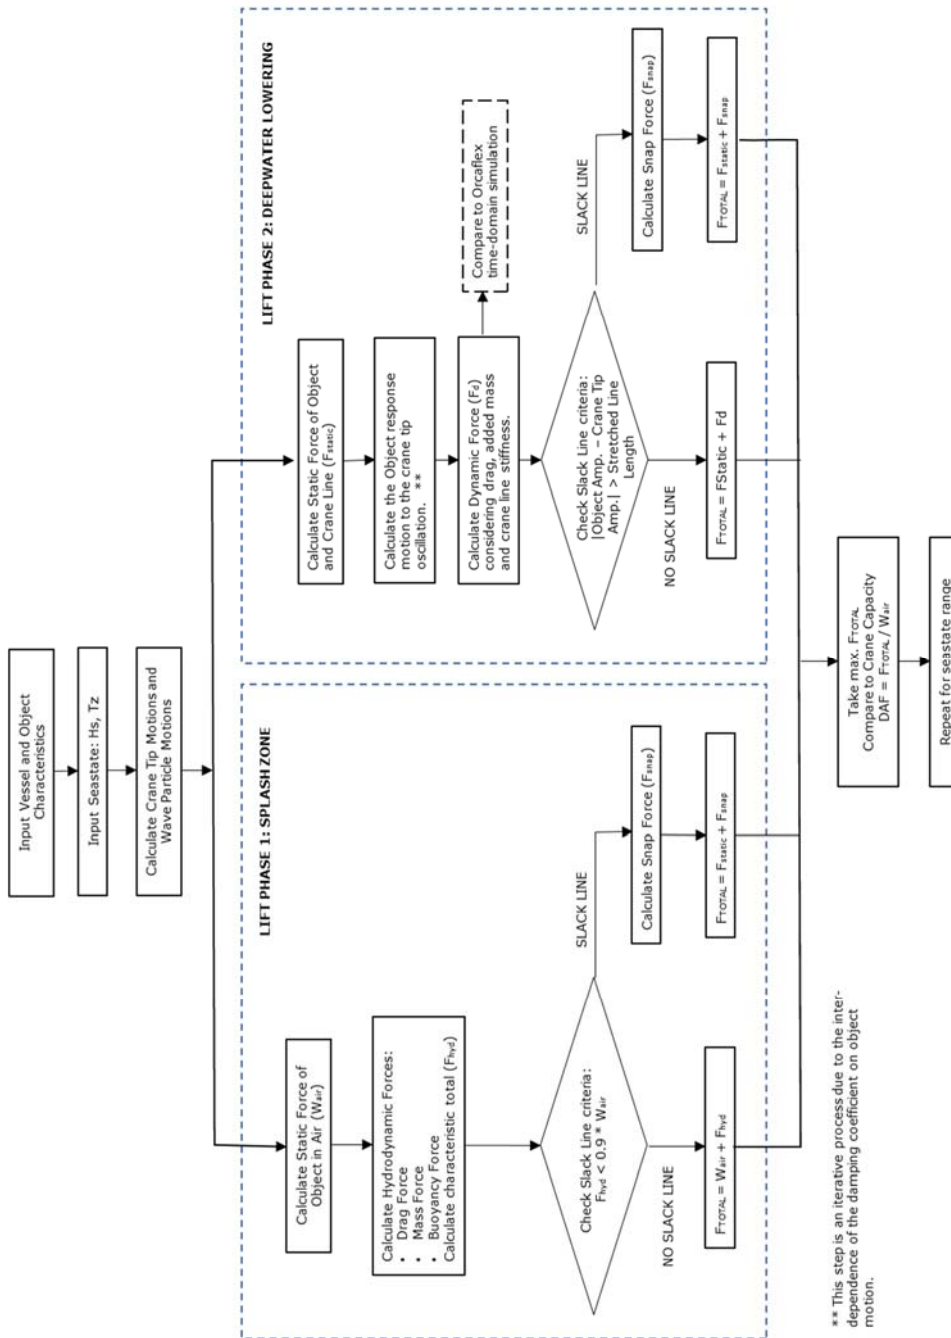 Input Vessel and Object
Characteristics
Input Seastate: Hs, Tz
Calculate Crane Tip Motions and
Wave Particle Motions
LIFT PHASE 1: SPLASH ZONE
Calculate Static Force of
Object in Air (Wair)
Calculate Hydrodynamic Forces:
• Drag Force
• Mass Force
• Buoyancy Force
Calculate characteristic total (Fhyd)
Check Slack Line criteria:
Fhyd < 0.9 * Wair
NO SLACK LINE
SLACK LINE
FTOTAL = Wair + Fhyd
Calculate Snap Force (Fsnap)
FTOTAL = Fstatic + Fsnap
LIFT PHASE 2: DEEPWATER LOWERING
Calculate Static Force of Object
and Crane Line (Fstatic)
Calculate the Object response
motion to the crane tip
oscillation. **
Calculate Dynamic Force (Fd)
considering drag, added mass
and crane line stiffness.
Compare to Orcaflex
time-domain simulation
Check Slack Line criteria:
|Object Amp. – Crane Tip
Amp.| > Stretched Line
Length
NO SLACK LINE
SLACK LINE
FTOTAL = FStatic + Fd
Calculate Snap Force (Fsnap)
FTOTAL = Fstatic + Fsnap
Take max. FTOTAL
Compare to Crane Capacity
DAF = FTOTAL/ Wair
Repeat for seastate range
** This step is an iterative process due to the inter-
dependence of the damping coefficient on object
motion.